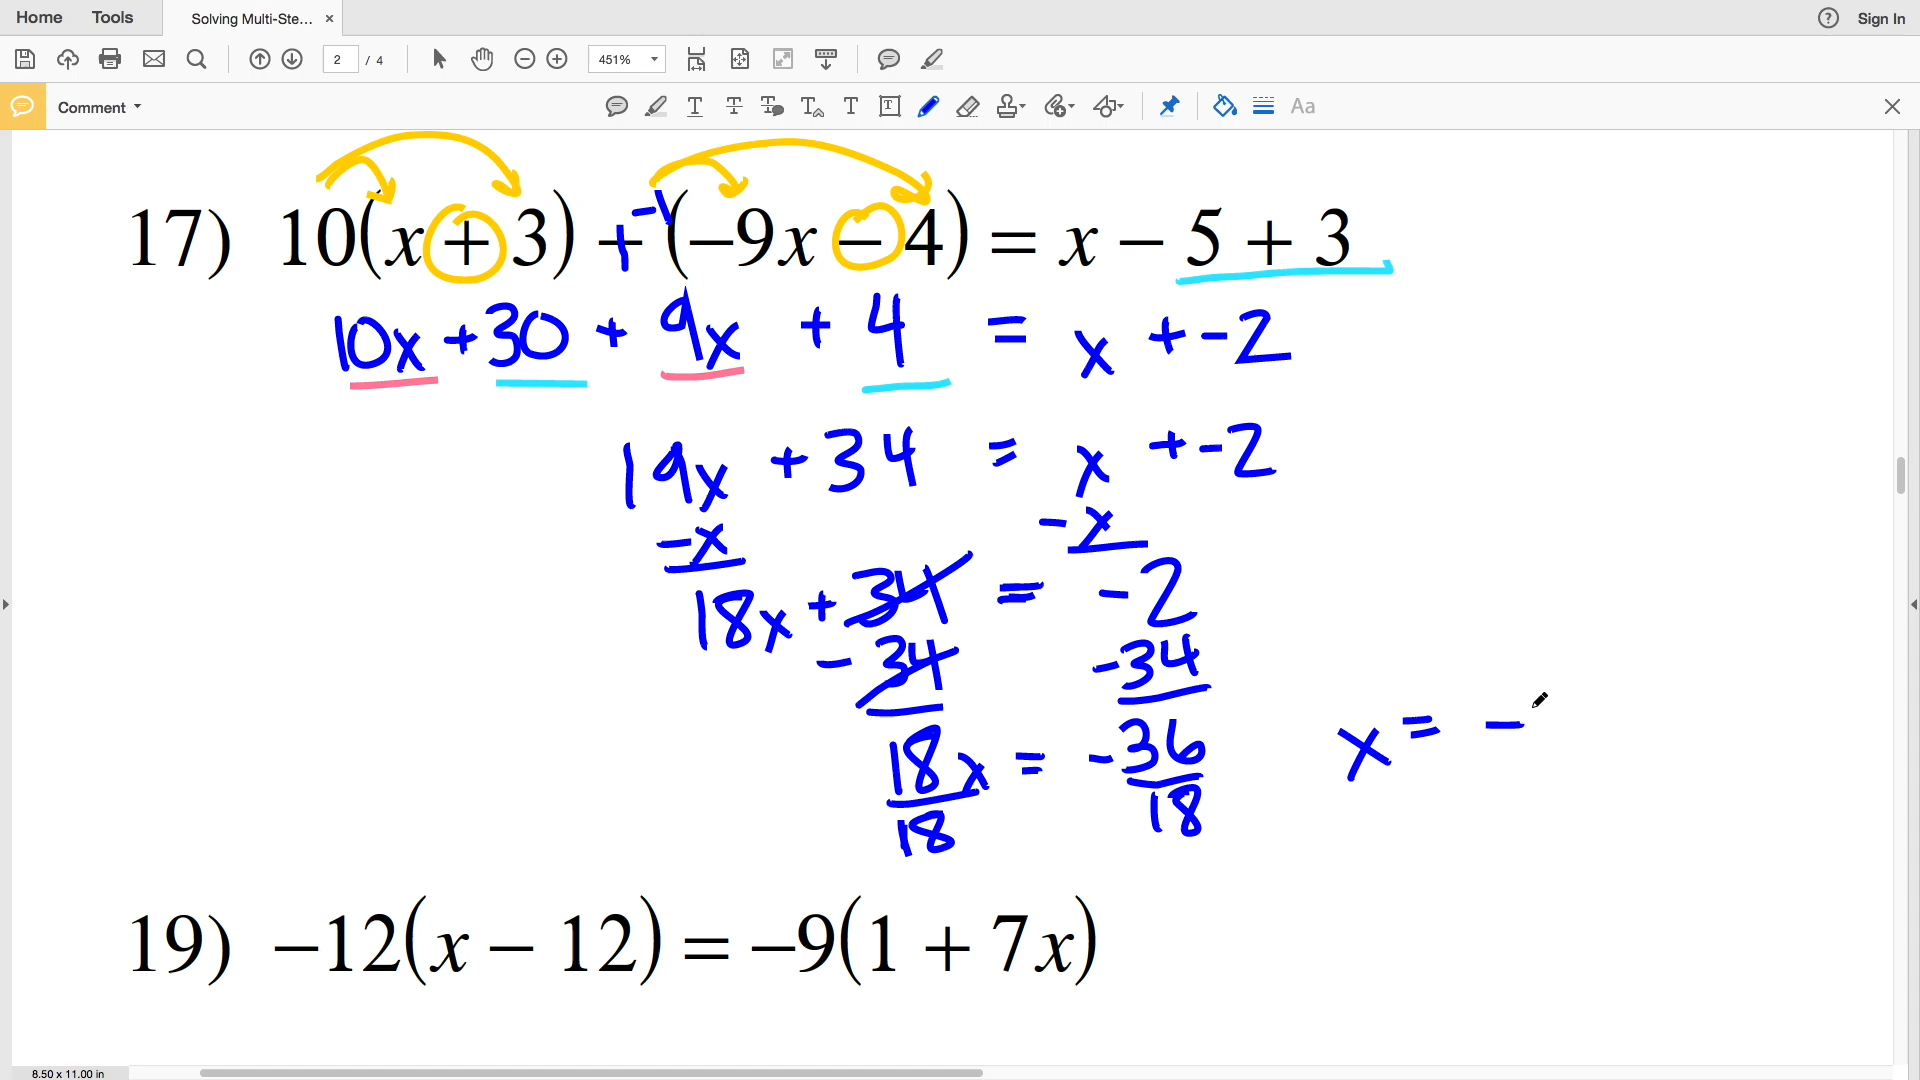 Home Tools Solving Multi-Ste... × ? Sign In
2 / 4 451%
Comment T T T T T T Aa
17) 10(x + 3) − (−9x − 4) = x − 5 + 3
+ -1
10x + 30 + 9x + 4 = x + -2
19x + 34 = x + -2
-x -x
18x + 34 = -2
- 34 -34
18x = -36 x = -
18 18
19) −12(x − 12) = −9(1 + 7x)
8.50 x 11.00 in